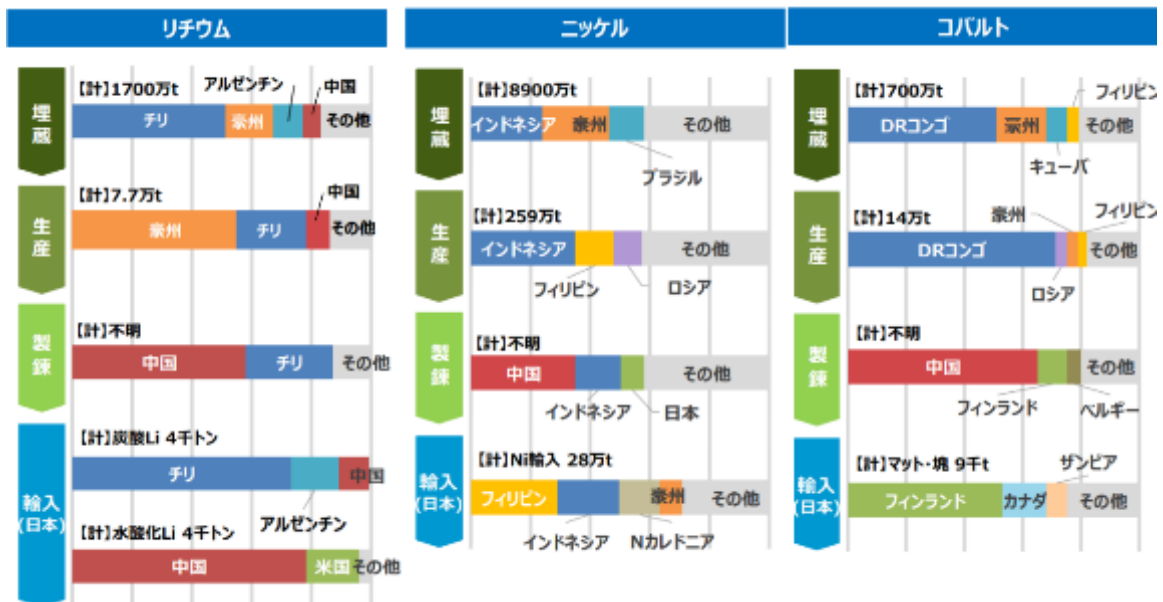 リチウム
埋蔵
【計】1700万t
アルゼンチン
中国
チリ
豪州
その他
生産
【計】7.7万t
中国
豪州
チリ
その他
製錬
【計】不明
中国
チリ
その他
輸入
(日本)
【計】炭酸Li 4千トン
チリ
中国
アルゼンチン
【計】水酸化Li 4千トン
中国
米国
その他
ニッケル
埋蔵
【計】8900万t
インドネシア
豪州
その他
ブラジル
生産
【計】259万t
インドネシア
その他
フィリピン
ロシア
製錬
【計】不明
中国
その他
インドネシア
日本
輸入
(日本)
【計】Ni輸入 28万t
フィリピン
豪州
その他
インドネシア
Nカレドニア
コバルト
埋蔵
【計】700万t
フィリピン
DRコンゴ
豪州
その他
キューバ
生産
【計】14万t
豪州
フィリピン
DRコンゴ
その他
ロシア
製錬
【計】不明
中国
その他
フィンランド
ベルギー
輸入
(日本)
【計】マット・塊 9千t
ザンビア
フィンランド
カナダ
その他